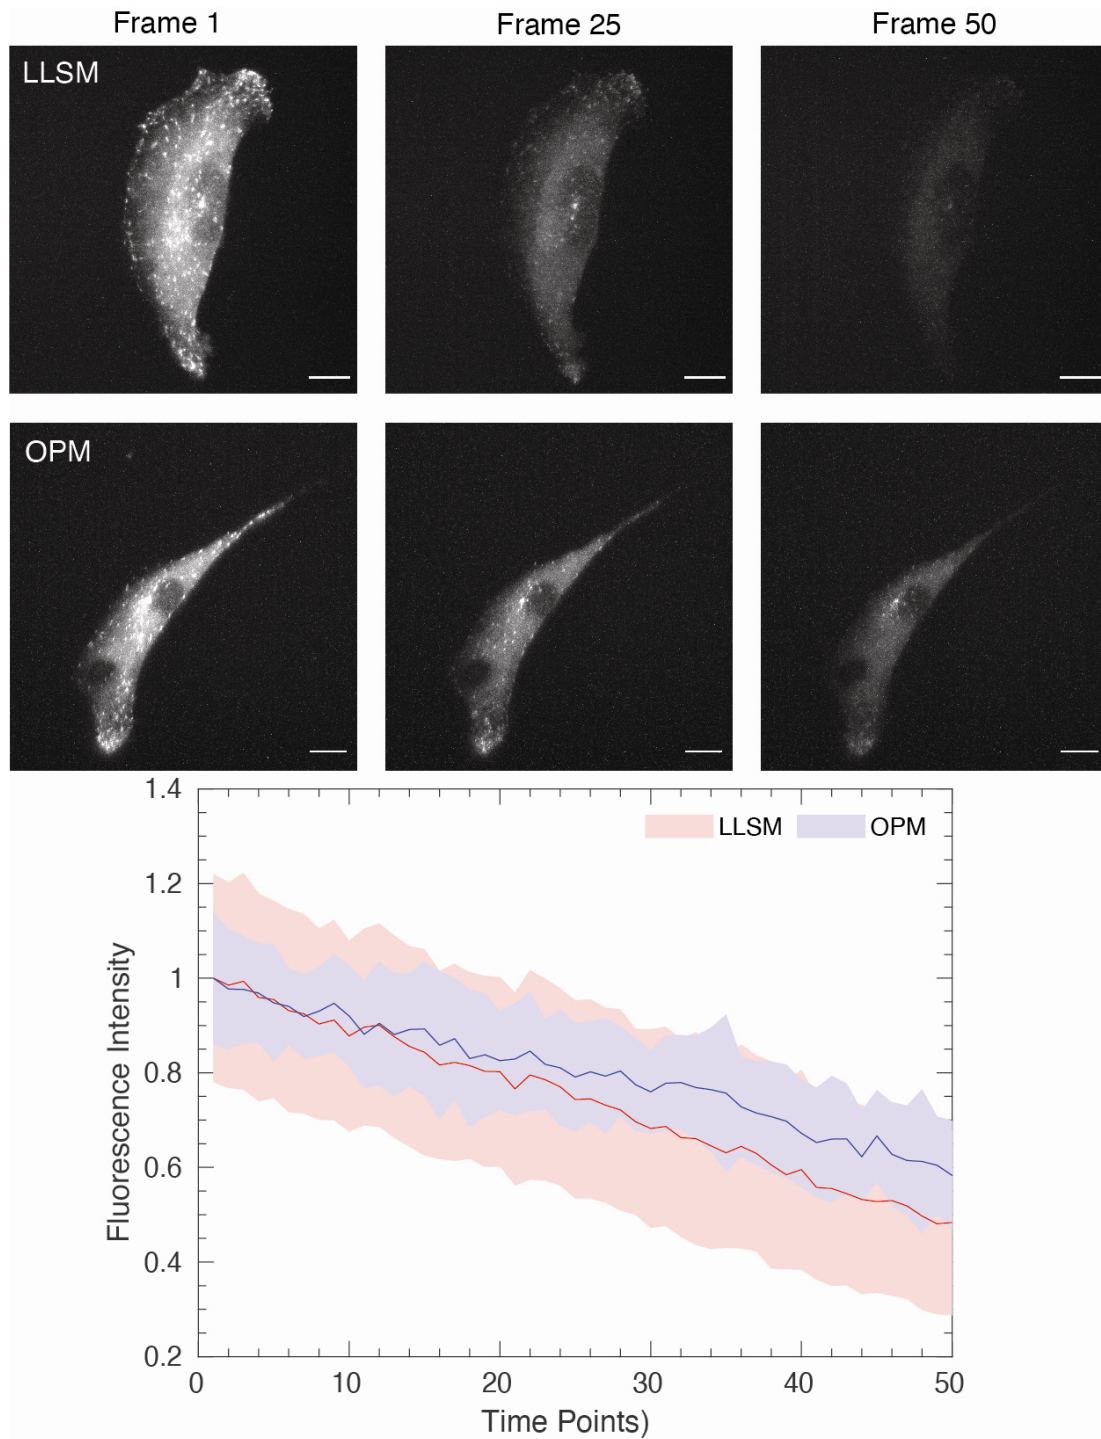 Frame 1 Frame 25 Frame 50
LLSM
OPM
1.4
LLSM OPM
1.2
1
0.8
0.6
0.4
0.2
Fluorescence Intensity
0 10 20 30 40 50
Time Points)